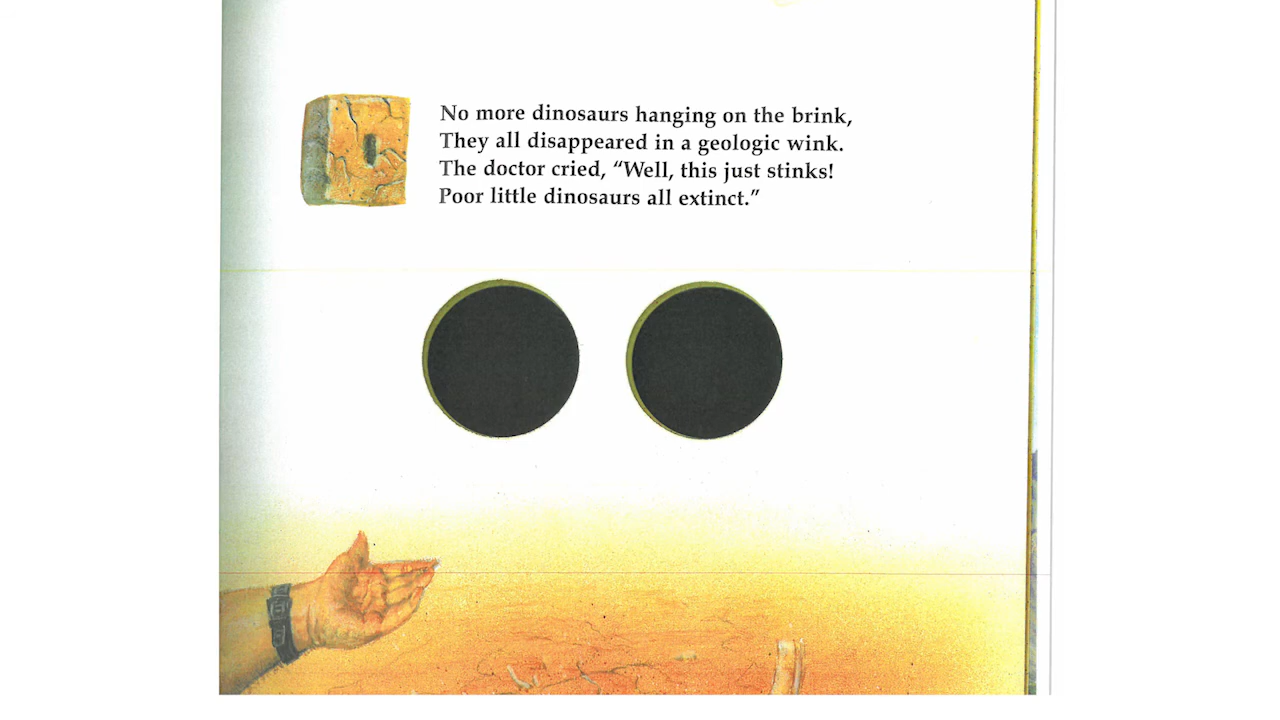 No more dinosaurs hanging on the brink,
They all disappeared in a geologic wink.
The doctor cried, “Well, this just stinks!
Poor little dinosaurs all extinct.”